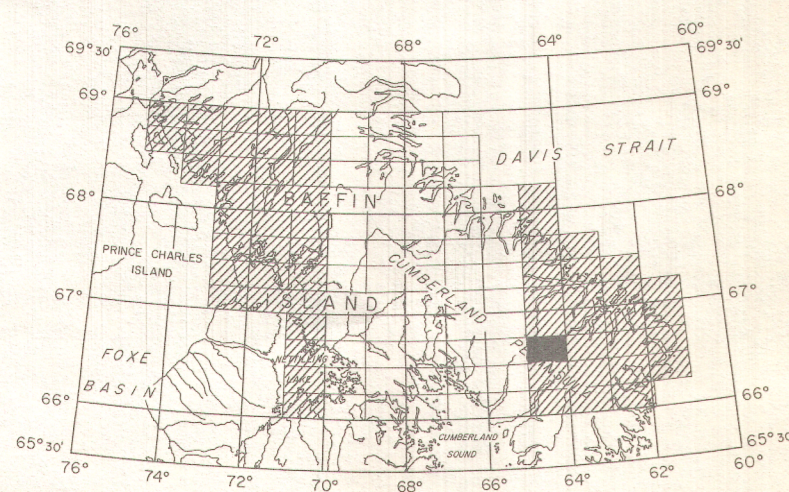 76°
72°
68°
64°
60°
69° 30'
69° 30'
69°
69°
DAVIS STRAIT
68°
68°
BAFFIN
PRINCE CHARLES
ISLAND
CUMBERLAND
67°
67°
ISLAND
FOXE
BASIN
NETTILLING
LAKE
66°
66°
65° 30'
65° 30'
CUMBERLAND
SOUND
76°
74°
72°
70°
68°
66°
64°
62°
60°